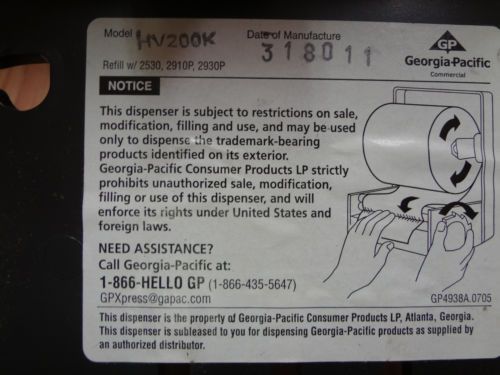 Model HV200K Date of Manufacture
318011
GP
Georgia-Pacific
Commercial
Refill w/ 2530, 2910P, 2930P
NOTICE
This dispenser is subject to restrictions on sale,
modification, filling and use, and may be used
only to dispense the trademark-bearing
products identified on its exterior.
Georgia-Pacific Consumer Products LP strictly
prohibits unauthorized sale, modification,
filling or use of this dispenser, and will
enforce its rights under United States and
foreign laws.
NEED ASSISTANCE?
Call Georgia-Pacific at:
1-866-HELLO GP (1-866-435-5647)
GPXpress@gapac.com
GP4938A.0705
This dispenser is the property of Georgia-Pacific Consumer Products LP, Atlanta, Georgia.
This dispenser is subleased to you for dispensing Georgia-Pacific products as supplied by
an authorized distributor.